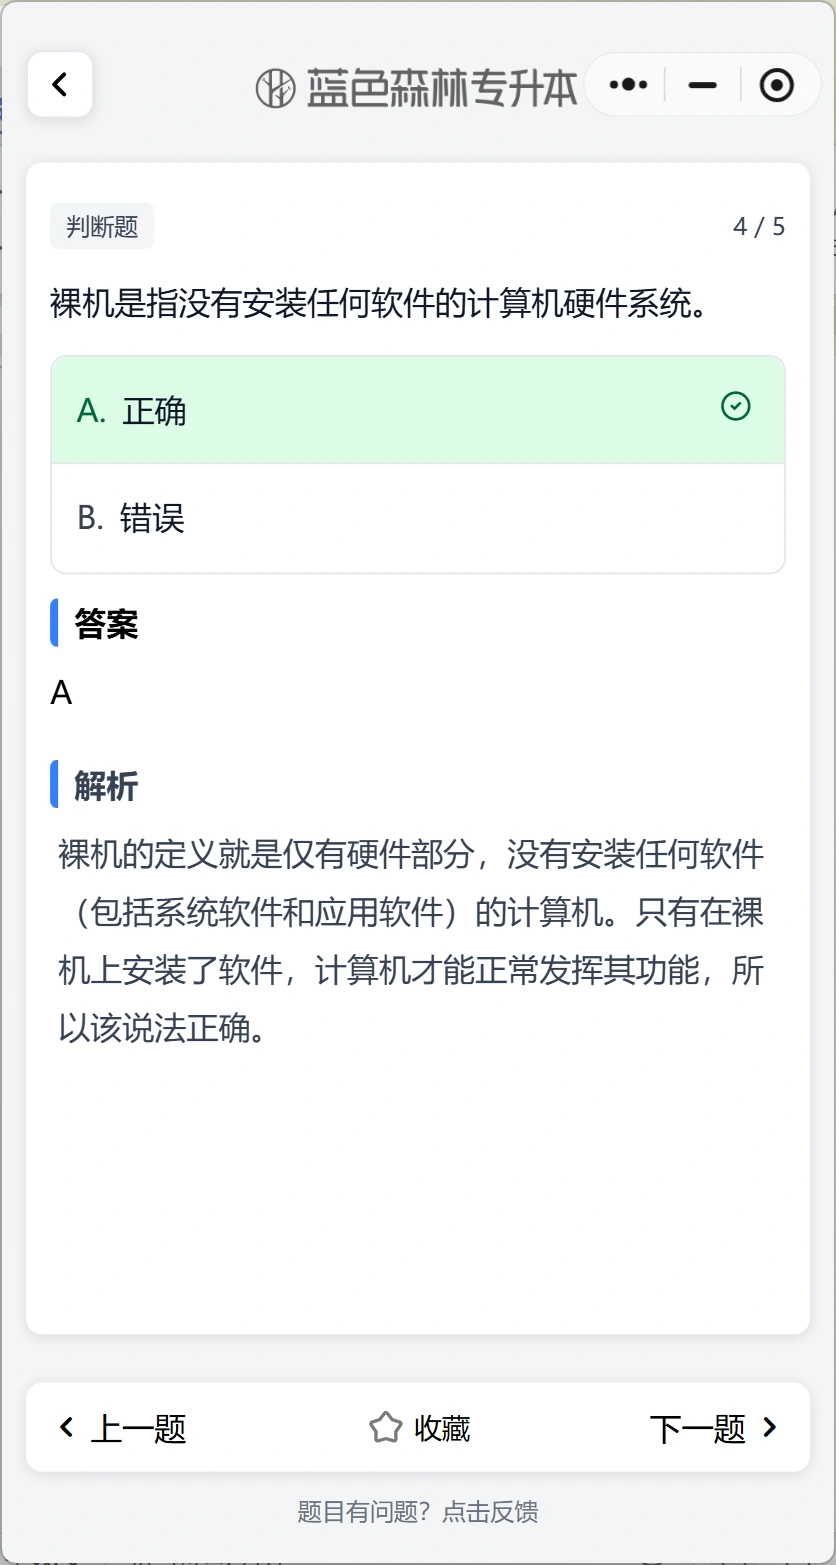 蓝色森林专升本
判断题
4 / 5
裸机是指没有安装任何软件的计算机硬件系统。
A. 正确
B. 错误
答案
A
解析
裸机的定义就是仅有硬件部分，没有安装任何软件
（包括系统软件和应用软件）的计算机。只有在裸
机上安装了软件，计算机才能正常发挥其功能，所
以该说法正确。
上一题
收藏
下一题
题目有问题？点击反馈